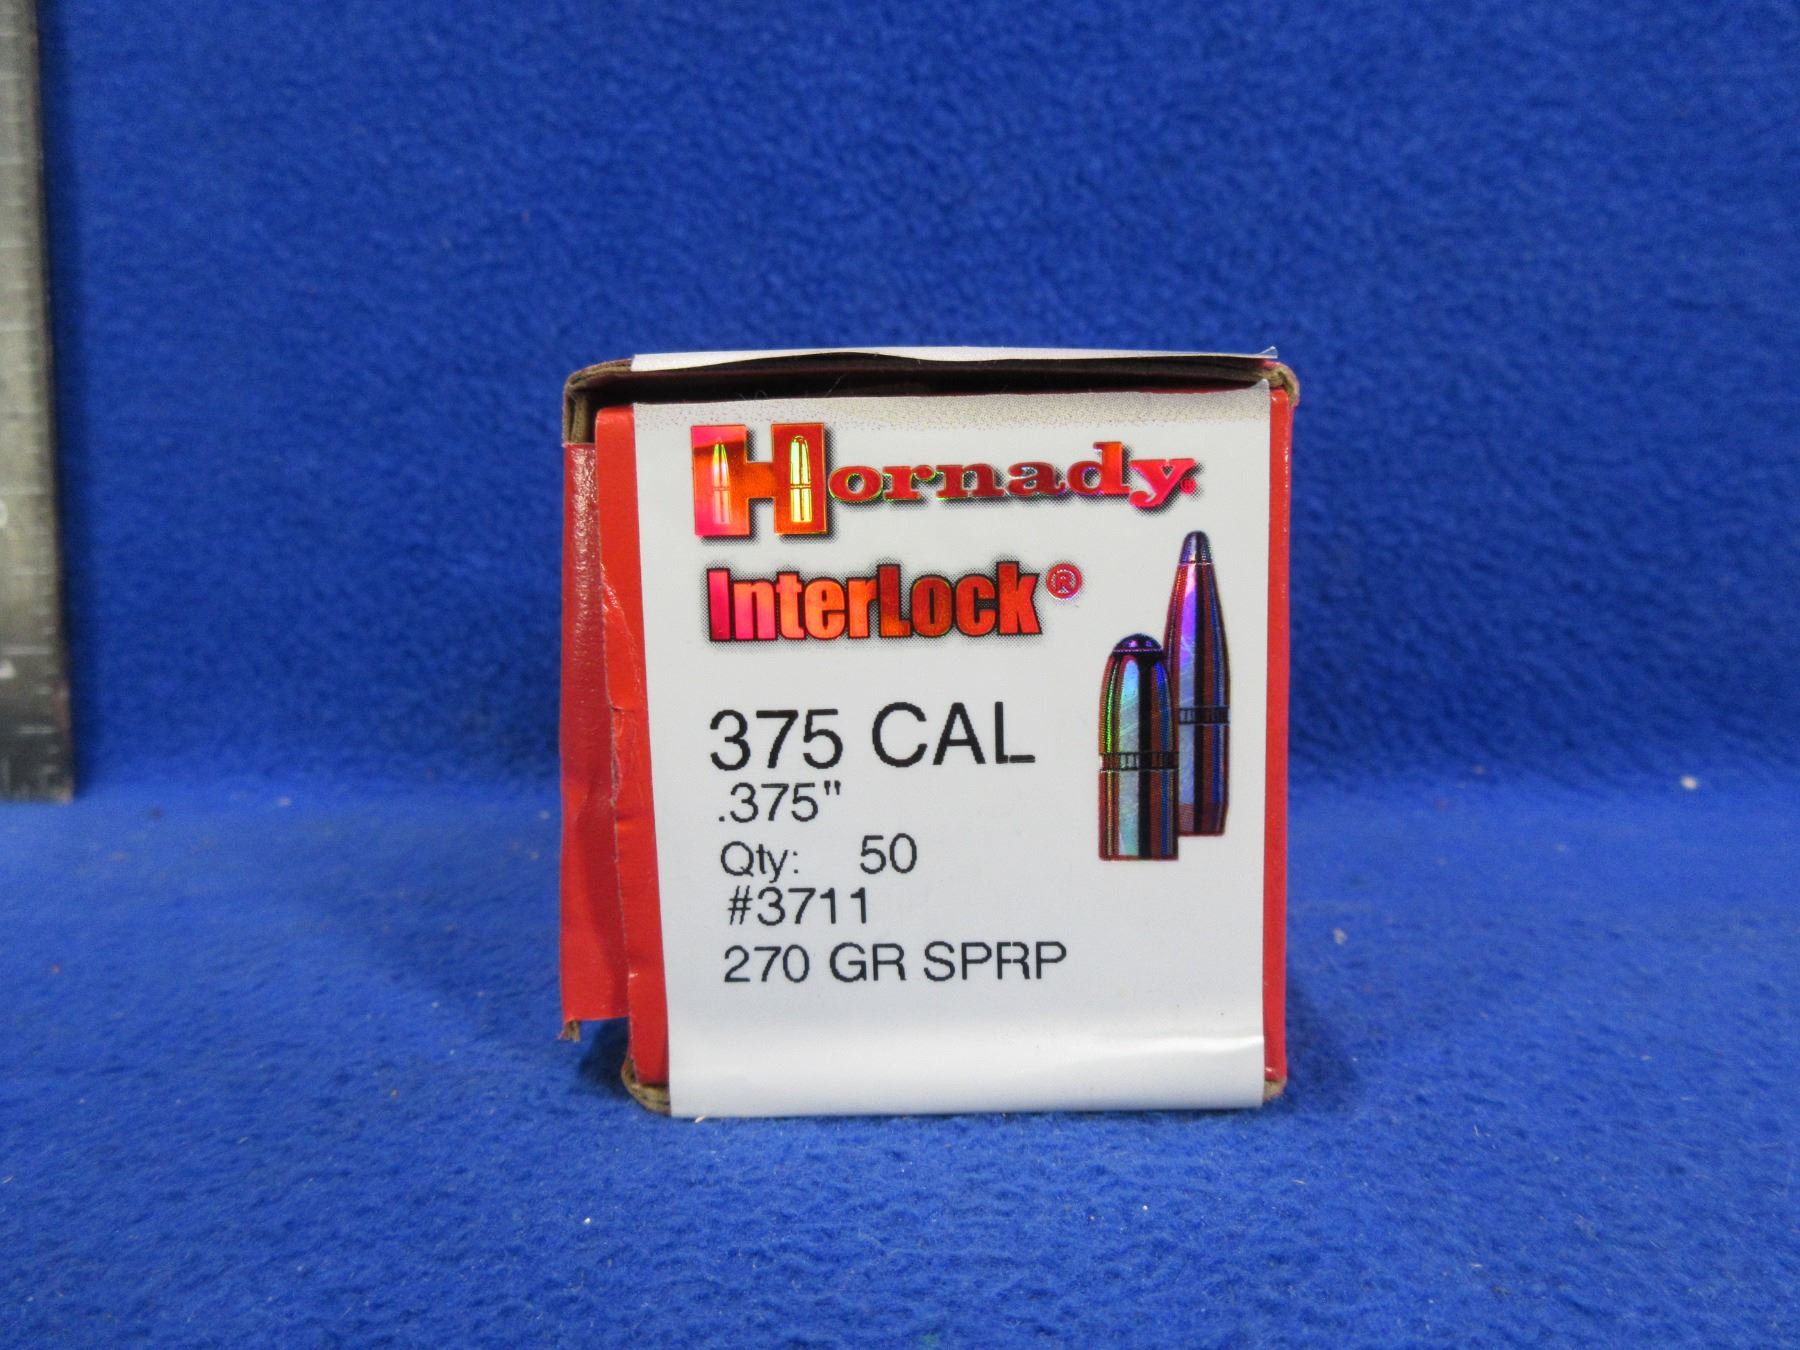 Hornady®
InterLock®
375 CAL
.375"
Qty: 50
#3711
270 GR SPRP